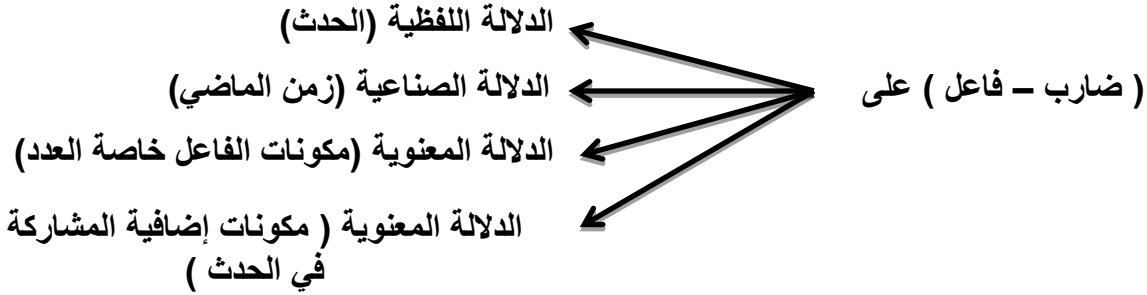 ( ضارب – فاعل ) على
الدلالة اللفظية (الحدث)
الدلالة الصناعية (زمن الماضي)
الدلالة المعنوية (مكونات الفاعل خاصة العدد)
الدلالة المعنوية ( مكونات إضافية المشاركة
في الحدث )